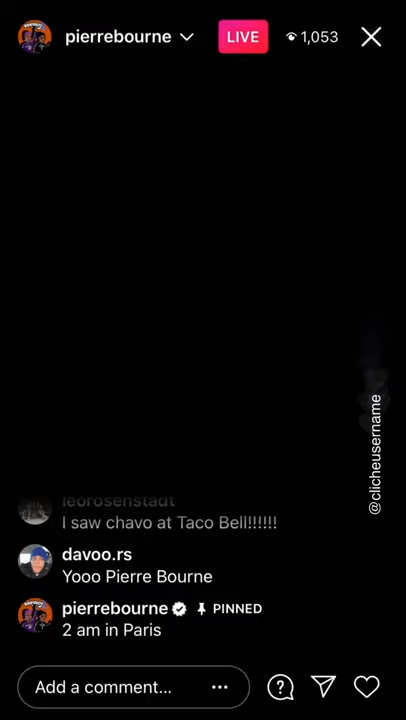 pierrebourne
LIVE
1,053
@clicheusername
leorosenstadt
I saw chavo at Taco Bell!!!!!!
davoo.rs
Yooo Pierre Bourne
pierrebourne PINNED
2 am in Paris
Add a comment...